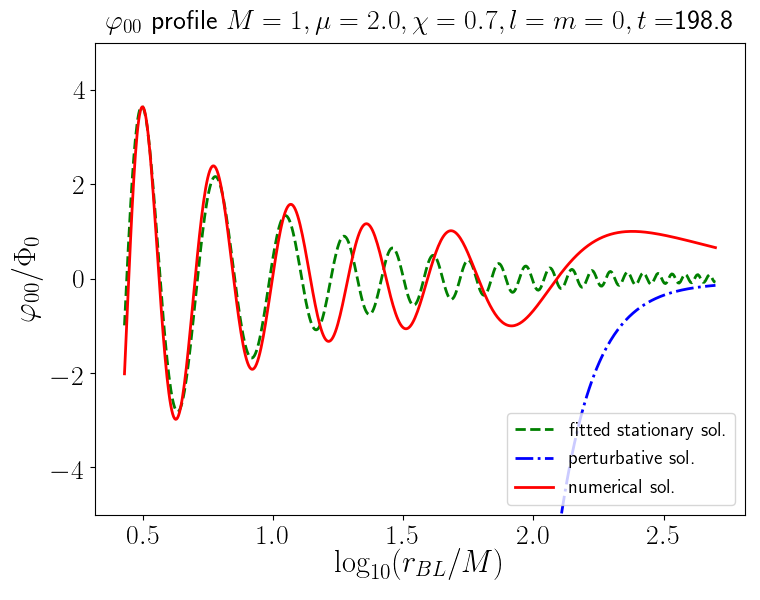 φ₀₀ profile M = 1, μ = 2.0, χ = 0.7, l = m = 0, t =198.8
φ₀₀/Φ₀
4
2
0
−2
−4
fitted stationary sol.
perturbative sol.
numerical sol.
0.5 1.0 1.5 2.0 2.5
log₁₀(r_BL/M)